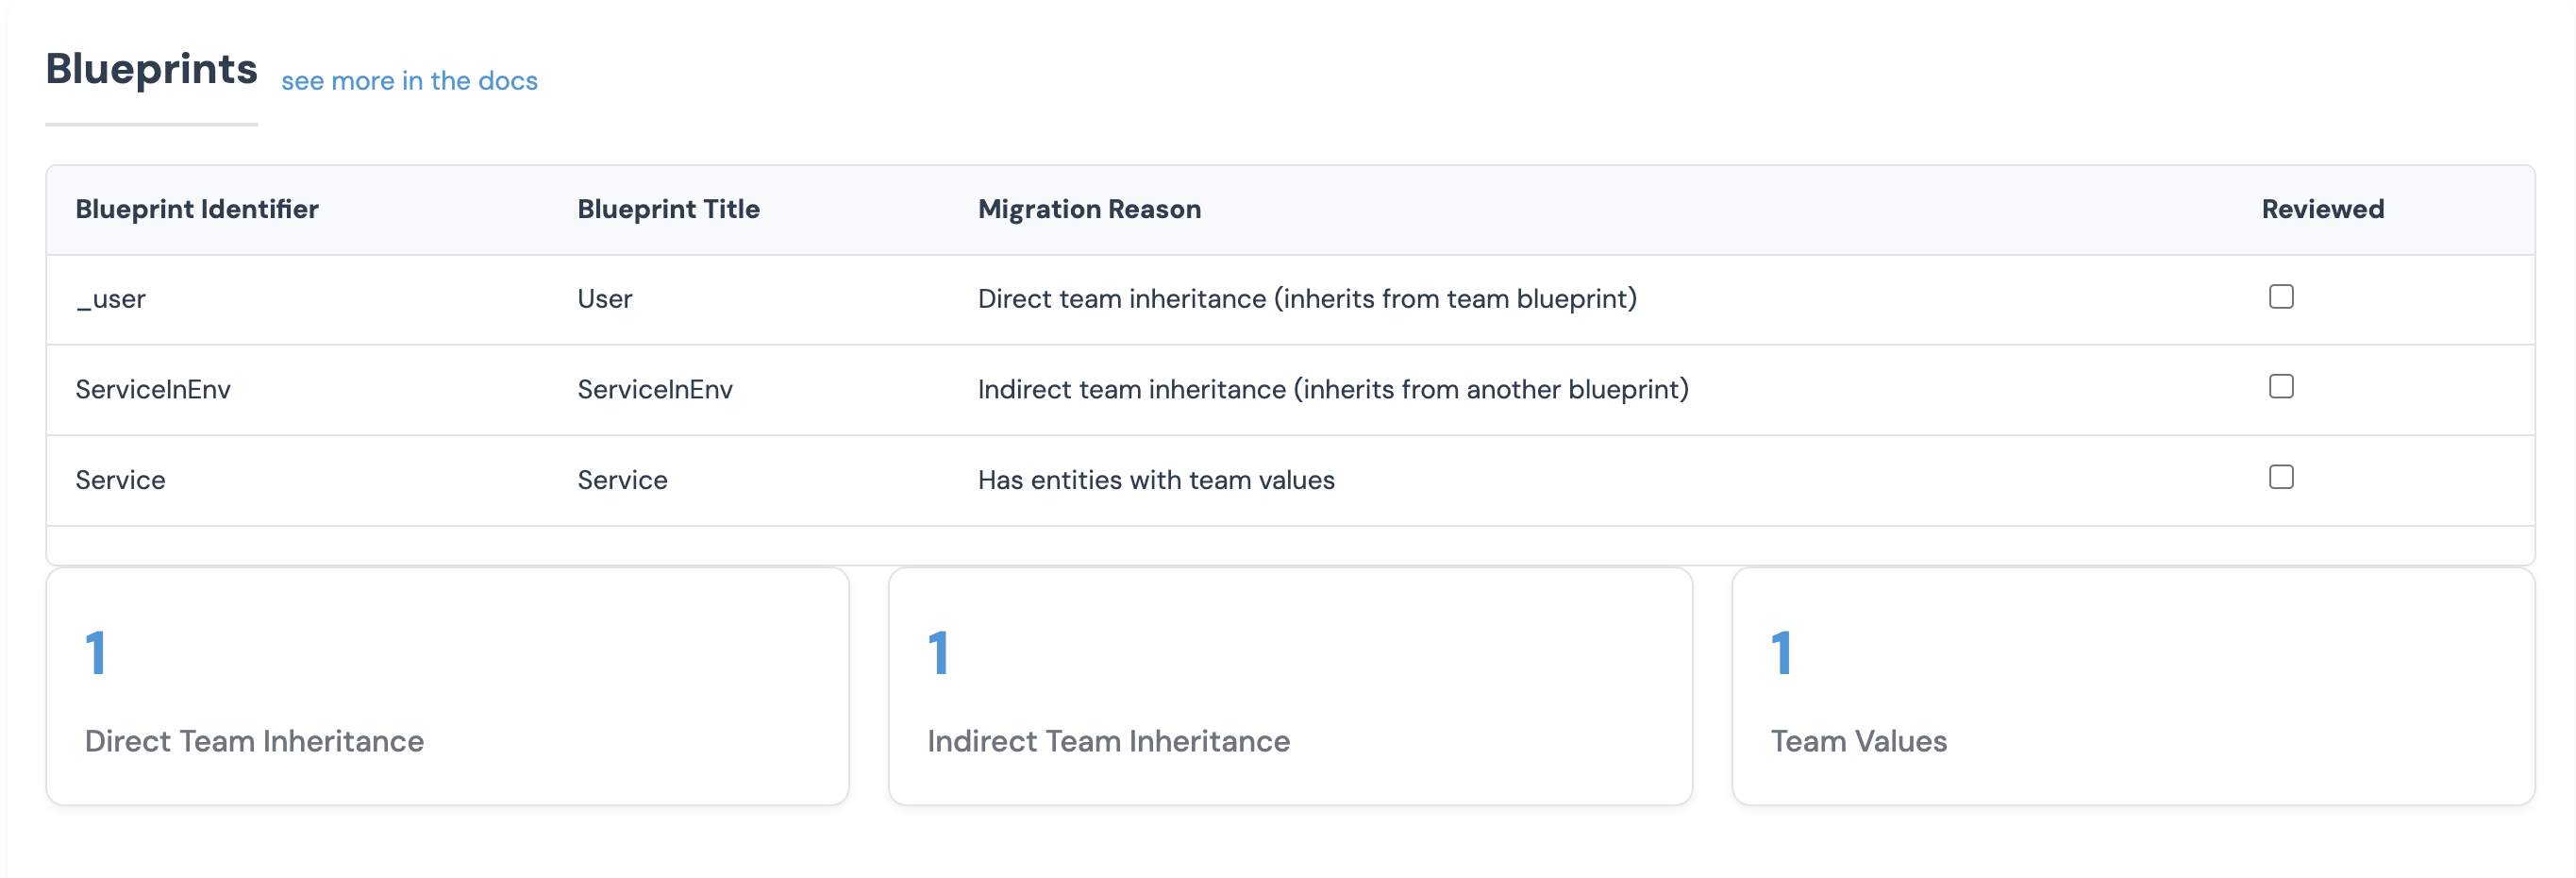 Blueprints see more in the docs
Blueprint Identifier Blueprint Title Migration Reason Reviewed
_user User Direct team inheritance (inherits from team blueprint)
ServiceInEnv ServiceInEnv Indirect team inheritance (inherits from another blueprint)
Service Service Has entities with team values
1 1 1
Direct Team Inheritance Indirect Team Inheritance Team Values